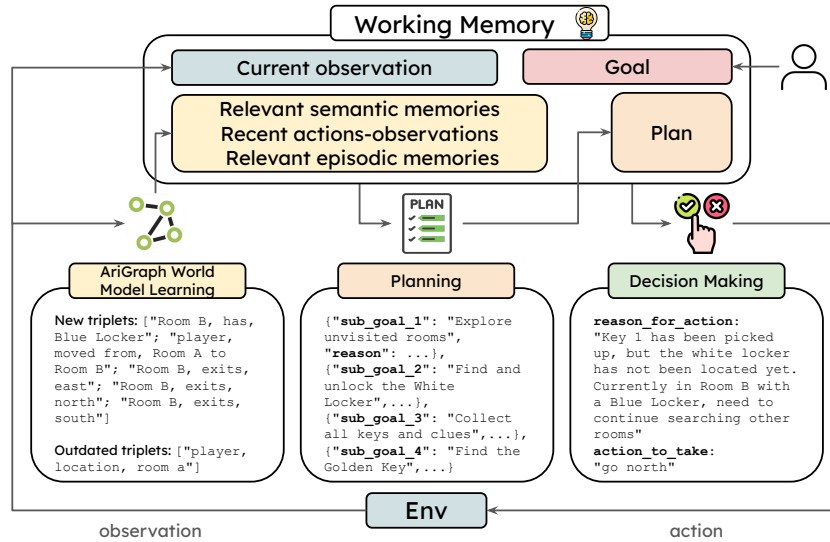 Working Memory
Current observation
Goal
Relevant semantic memories
Recent actions-observations
Relevant episodic memories
Plan
PLAN
AriGraph World
Model Learning
New triplets: ["Room B, has,
Blue Locker"; "player,
moved from, Room A to
Room B"; "Room B, exits,
east"; "Room B, exits,
north"; "Room B, exits,
south"]
Outdated triplets: ["player,
location, room a"]
Planning
{"sub_goal_1": "Explore
unvisited rooms",
"reason": ...},
{"sub_goal_2": "Find and
unlock the White
Locker",...},
{"sub_goal_3": "Collect
all keys and clues",...},
{"sub_goal_4": "Find the
Golden Key",...}
Decision Making
reason_for_action:
"Key 1 has been picked
up, but the white locker
has not been located yet.
Currently in Room B with
a Blue Locker, need to
continue searching other
rooms"
action_to_take:
"go north"
Env
observation
action